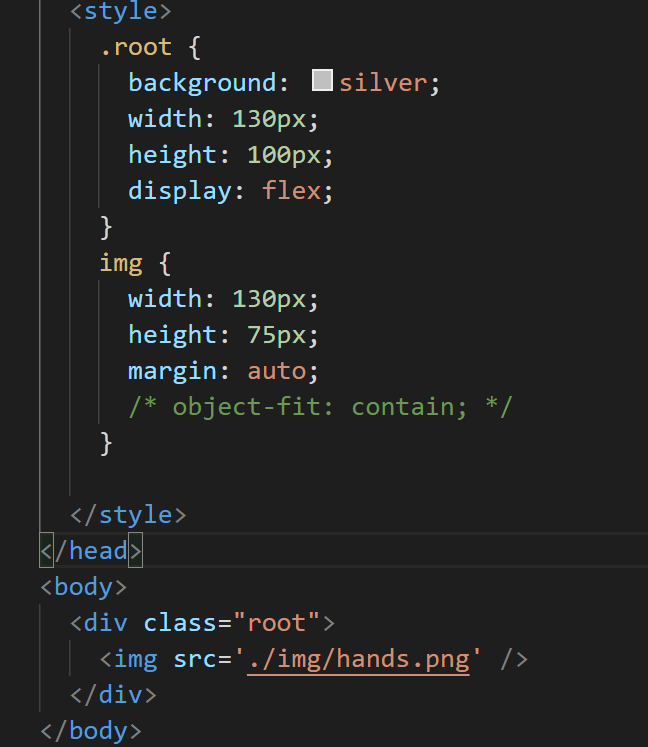 <style>
.root {
background: silver;
width: 130px;
height: 100px;
display: flex;
}
img {
width: 130px;
height: 75px;
margin: auto;
/* object-fit: contain; */
}
</style>
</head>
<body>
<div class="root">
<img src='./img/hands.png' />
</div>
</body>